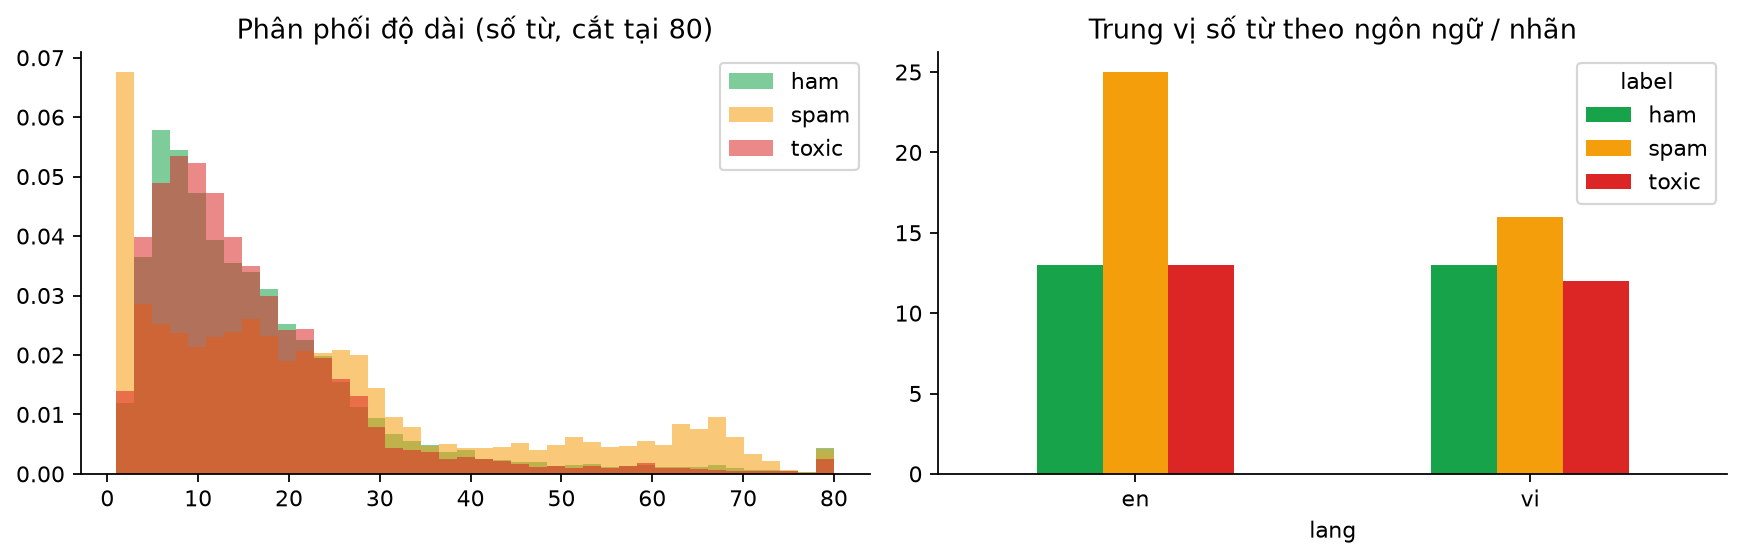 Phân phối độ dài (số từ, cắt tại 80)
0.07
0.06
0.05
0.04
0.03
0.02
0.01
0.00
0 10 20 30 40 50 60 70 80
ham
spam
toxic
Trung vị số từ theo ngôn ngữ / nhãn
25
20
15
10
5
0
en vi
lang
label
ham
spam
toxic